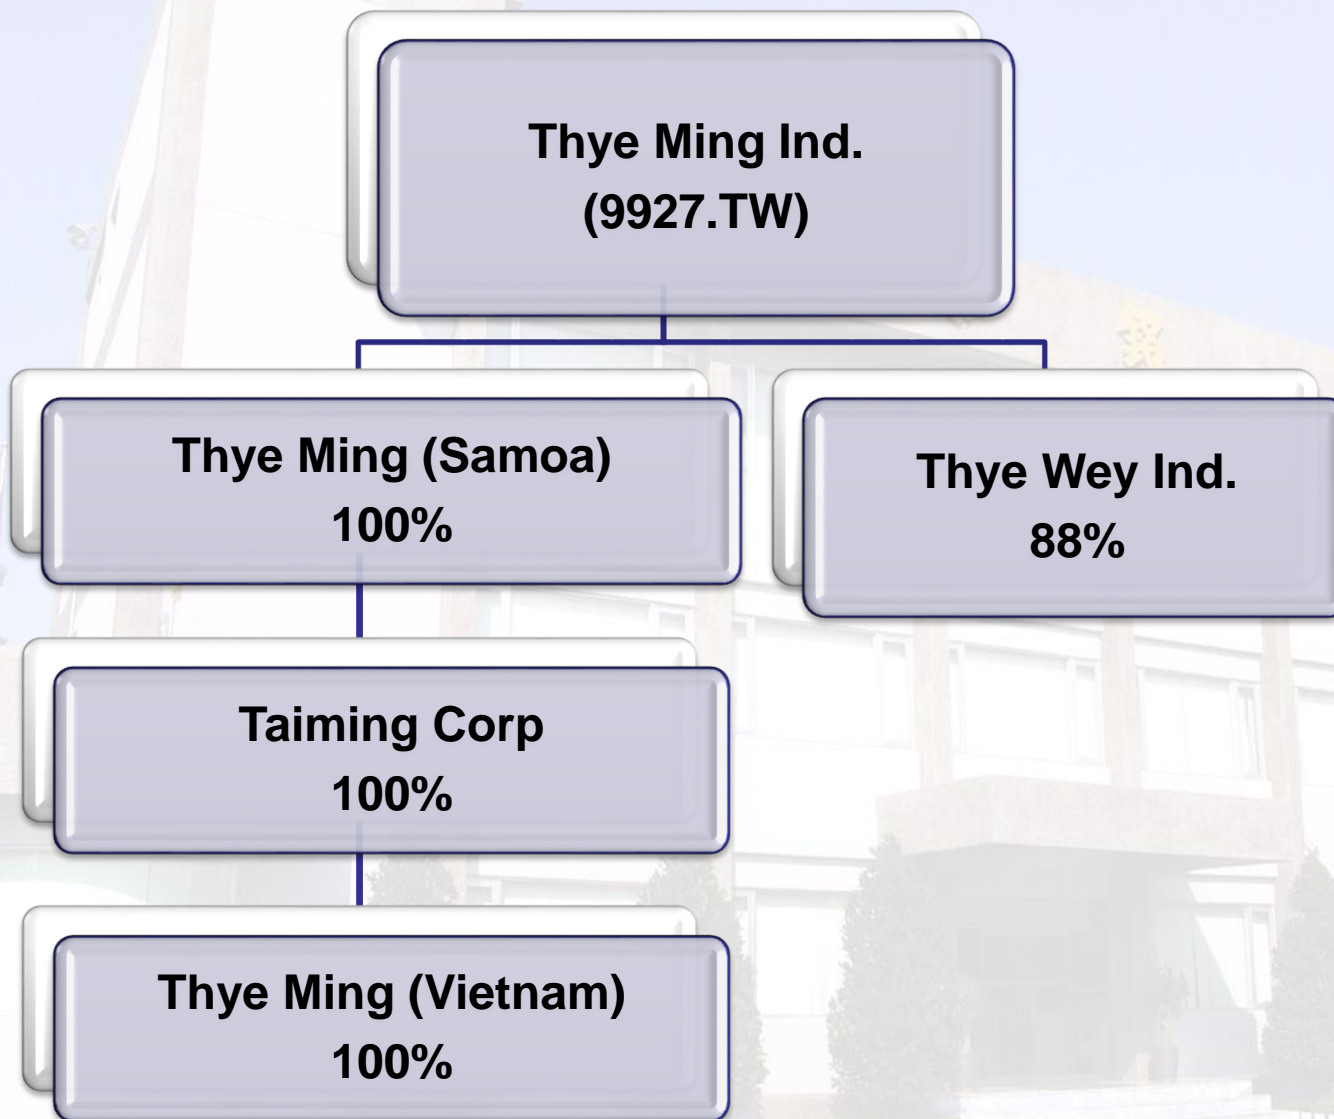 Thye Ming Ind.
(9927.TW)
Thye Ming (Samoa)
100%
Thye Wey Ind.
88%
Taiming Corp
100%
Thye Ming (Vietnam)
100%